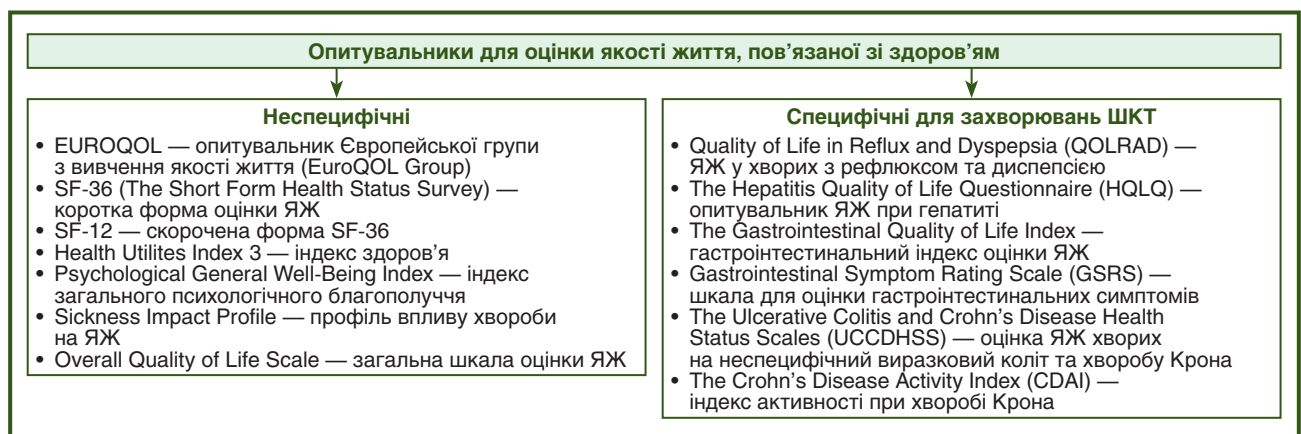 Опитувальники для оцінки якості життя, пов’язаної зі здоров’ям
Неспецифічні
• EUROQOL — опитувальник Європейської групи
з вивчення якості життя (EuroQOL Group)
• SF-36 (The Short Form Health Status Survey) —
коротка форма оцінки ЯЖ
• SF-12 — скорочена форма SF-36
• Health Utilites Index 3 — індекс здоров’я
• Psychological General Well-Being Index — індекс
загального психологічного благополуччя
• Sickness Impact Profile — профіль впливу хвороби
на ЯЖ
• Overall Quality of Life Scale — загальна шкала оцінки ЯЖ
Специфічні для захворювань ШКТ
• Quality of Life in Reflux and Dyspepsia (QOLRAD) —
ЯЖ у хворих з рефлюксом та диспепсією
• The Hepatitis Quality of Life Questionnaire (HQLQ) —
опитувальник ЯЖ при гепатиті
• The Gastrointestinal Quality of Life Index —
гастроінтестинальний індекс оцінки ЯЖ
• Gastrointestinal Symptom Rating Scale (GSRS) —
шкала для оцінки гастроінтестинальних симптомів
• The Ulcerative Colitis and Crohn’s Disease Health
Status Scales (UCCDHSS) — оцінка ЯЖ хворих
на неспецифічний виразковий коліт та хворобу Крона
• The Crohn’s Disease Activity Index (CDAI) —
індекс активності при хворобі Крона